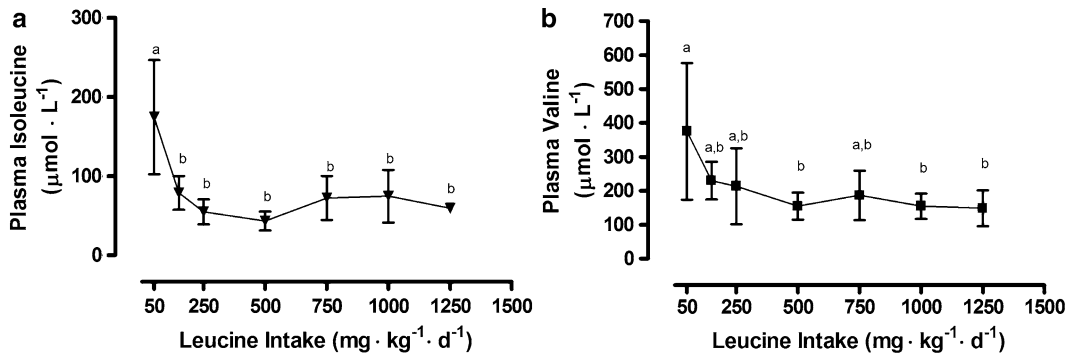 a
300
200
100
0
Plasma Isoleucine
(μmol · L⁻¹)
a
b
b
b
b
b
b
50 250 500 750 1000 1250 1500
Leucine Intake (mg · kg⁻¹ · d⁻¹)
b
700
600
500
400
300
200
100
0
Plasma Valine
(μmol · L⁻¹)
a
a,b
a,b
b
a,b
b
b
50 250 500 750 1000 1250 1500
Leucine Intake (mg · kg⁻¹ · d⁻¹)